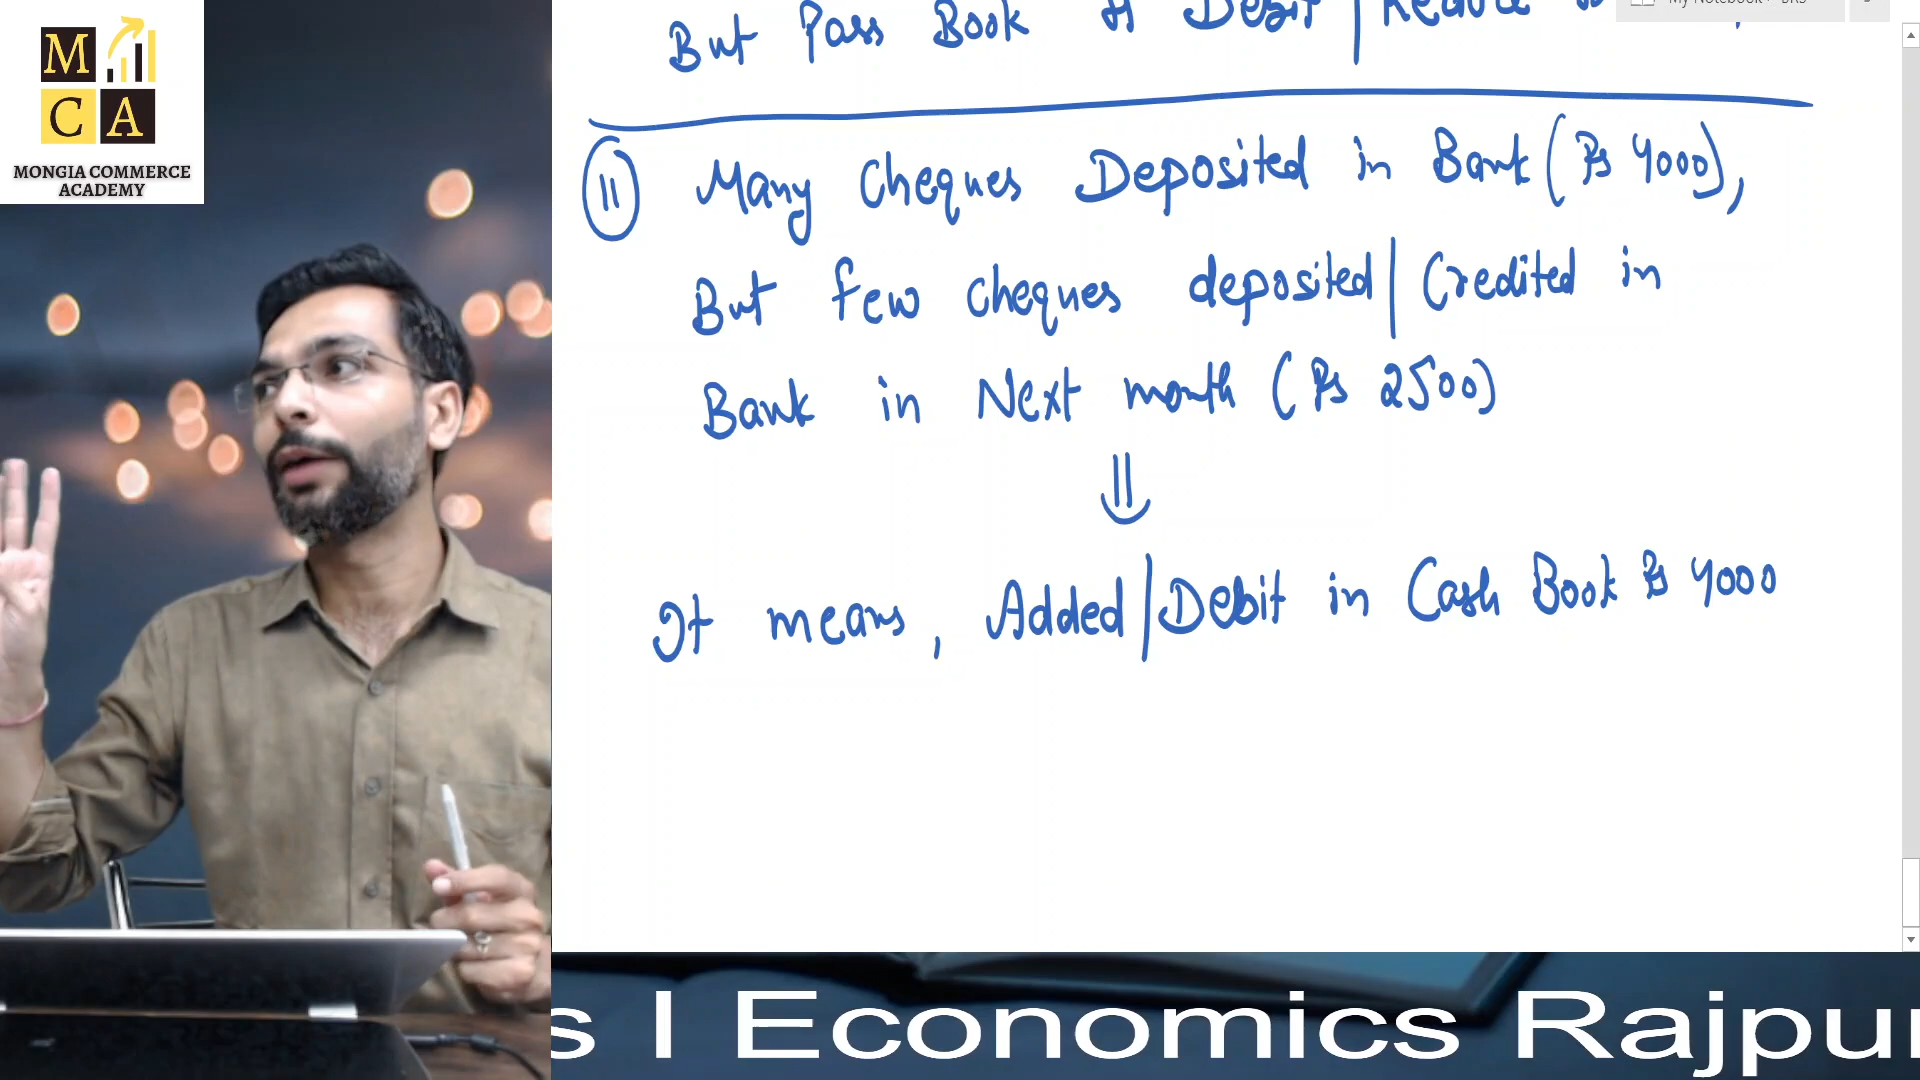 M
C A
MONGIA COMMERCE
ACADEMY
But Pass Book Debit/
11 Many Cheques Deposited in Bank (Rs 4000),
But few cheques deposited/Credited in
Bank in Next month (Rs 2500)
It means, Added/Debit in Cash Book Rs 4000
s I Economics Rajpu